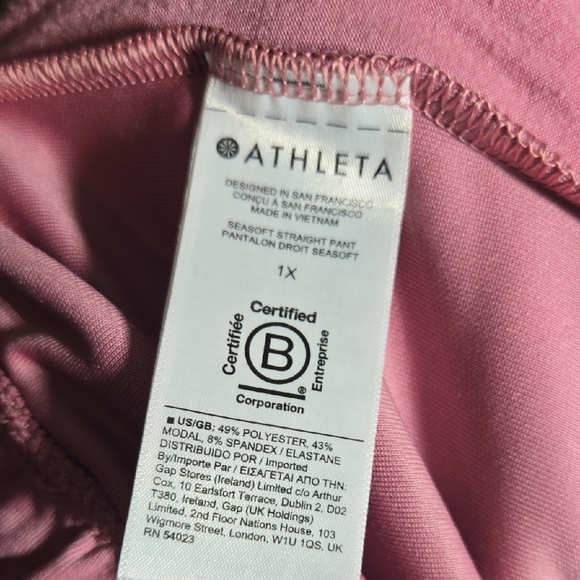 ATHLETA
DESIGNED IN SAN FRANCISCO
CONÇU À SAN FRANCISCO
MADE IN VIETNAM
SEASOFT STRAIGHT PANT
PANTALON DROIT SEASOFT
1X
Certified
Certifiée
B
®
Entreprise
Corporation
■ US/GB: 49% POLYESTER, 43%
MODAL, 8% SPANDEX / ELASTANE
DISTRIBUIDO POR / Imported
By/Importe Par / ΕΙΣΑΓΕΤΑΙ ΑΠΟ ΤΗΝ:
Gap Stores (Ireland) Limited c/o Arthur
Cox, 10 Earlsfort Terrace, Dublin 2, D02
T380, Ireland, Gap (UK Holdings)
Limited, 2nd Floor Nations House, 103
Wigmore Street, London, W1U 1QS, UK
RN 54023